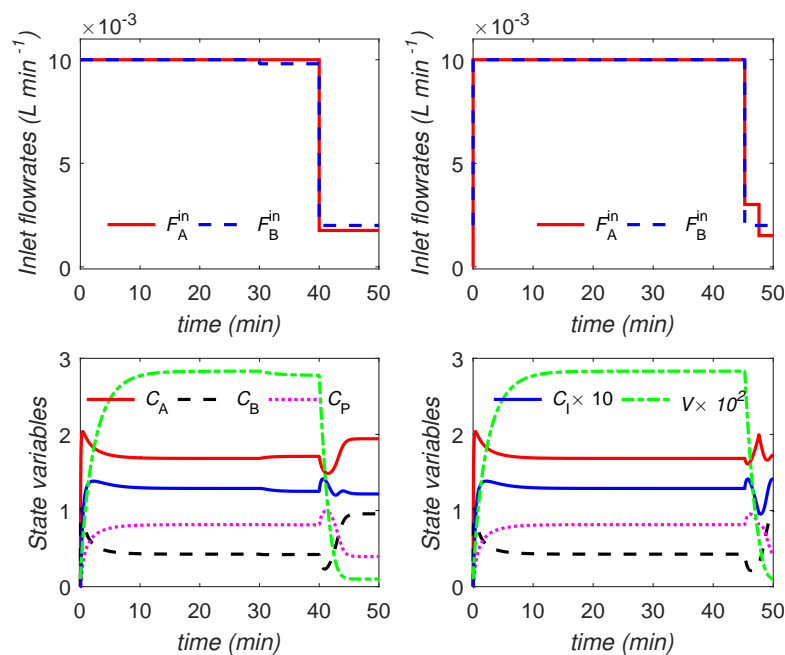 ×10⁻³
10
5
0
Inlet flowrates (L min⁻¹)
F_A^in F_B^in
0 10 20 30 40 50
time (min)
×10⁻³
10
5
0
Inlet flowrates (L min⁻¹)
F_A^in F_B^in
0 10 20 30 40 50
time (min)
3
2
1
0
State variables
C_A C_B C_P
0 10 20 30 40 50
time (min)
3
2
1
0
State variables
C_I × 10 V × 10²
0 10 20 30 40 50
time (min)